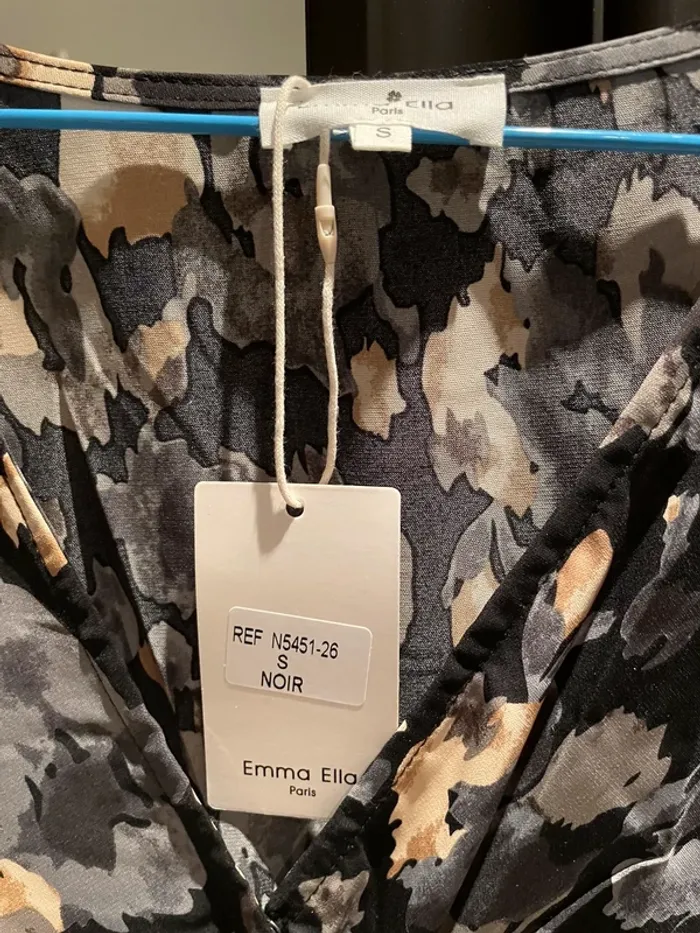 Ella
Paris
S
REF N5451-26
S
NOIR
Emma Ella
Paris